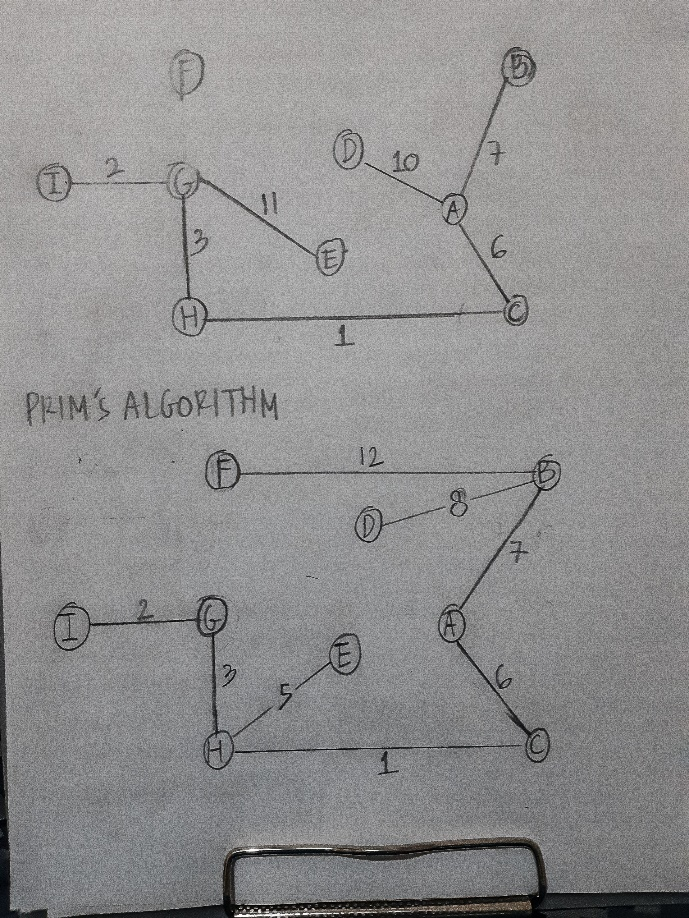 F B
D
10 7
I 2 G
11
A
3 E 6
H C
1
PRIM'S ALGORITHM
F 12 B
D 8
7
I 2 G A
3 E 6
5
H C
1